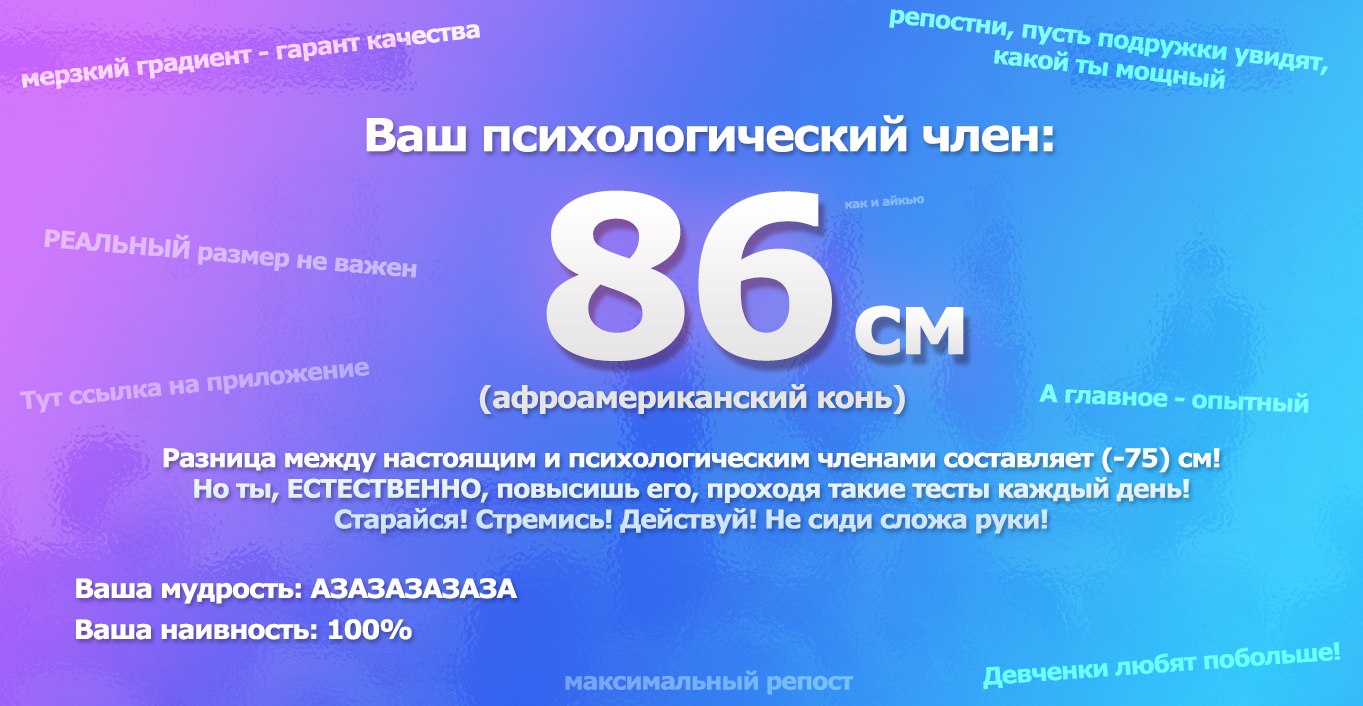 мерзкий градиент - гарант качества
репостни, пусть подружки увидят,
какой ты мощный
Ваш психологический член:
86 см
как и айкью
(афроамериканский конь)
РЕАЛЬНЫЙ размер не важен
Тут ссылка на приложение
А главное - опытный
Разница между настоящим и психологическим членами составляет (-75) см!
Но ты, ЕСТЕСТВЕННО, повысишь его, проходя такие тесты каждый день!
Старайся! Стремись! Действуй! Не сиди сложа руки!
Ваша мудрость: АЗАЗАЗАЗАЗА
Ваша наивность: 100%
максимальный репост
Девченки любят побольше!